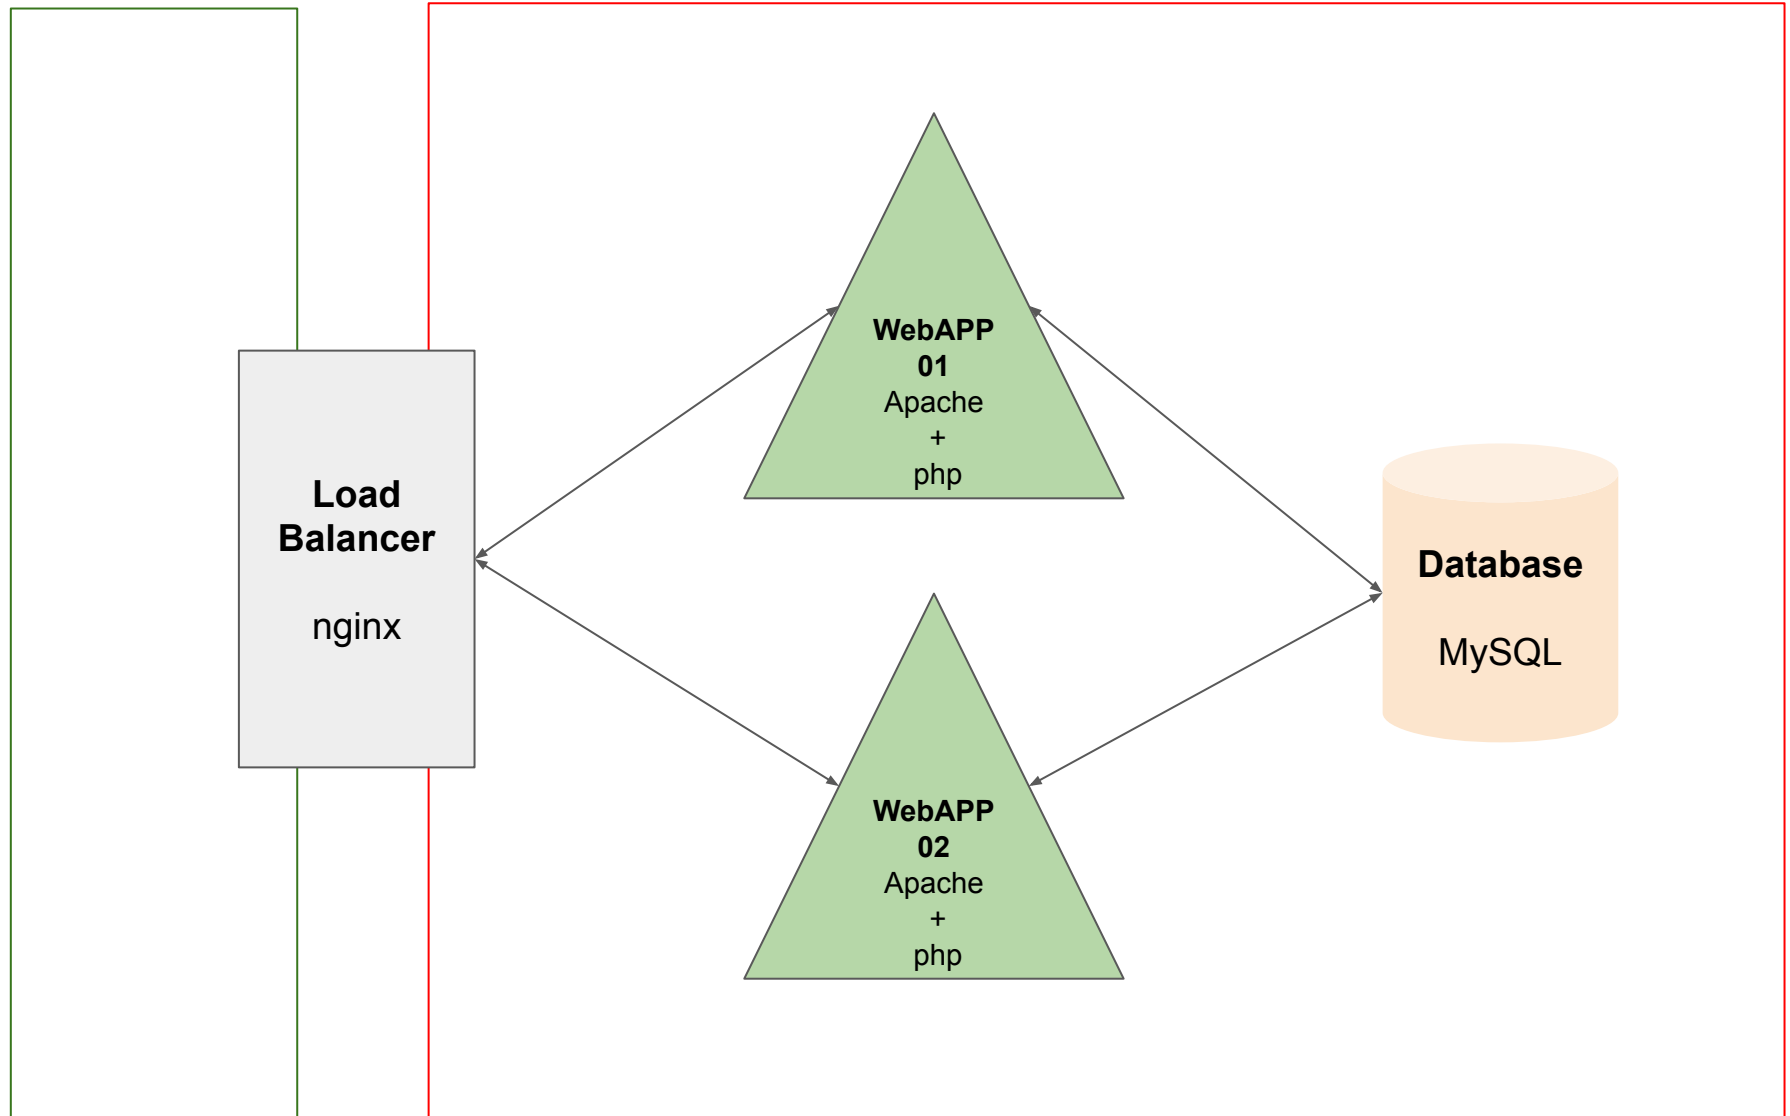 Load
Balancer
nginx
WebAPP
01
Apache
+
php
WebAPP
02
Apache
+
php
Database
MySQL